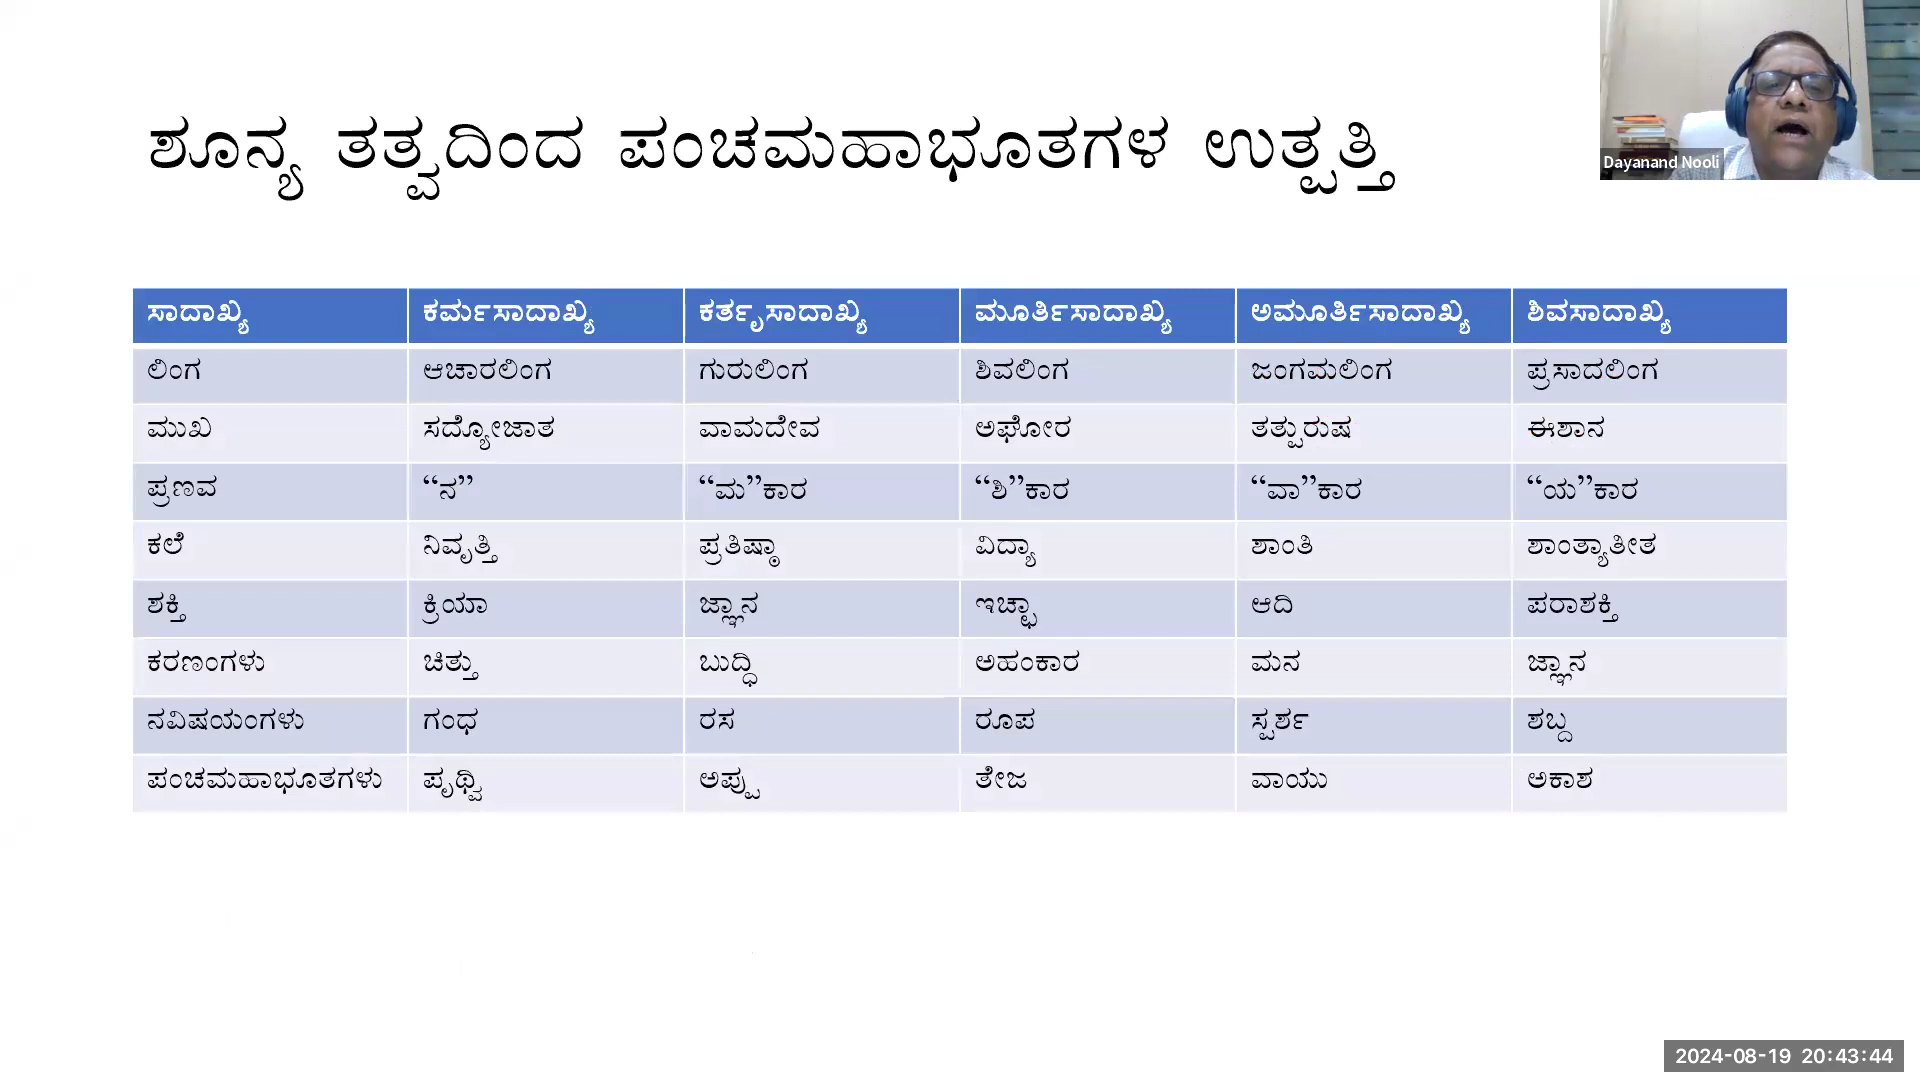 ಶೂನ್ಯ ತತ್ವದಿಂದ ಪಂಚಮಹಾಭೂತಗಳ ಉತ್ಪತ್ತಿ
Dayanand Nooli
ಸಾದಾಖ್ಯ ಕರ್ಮಸಾದಾಖ್ಯ ಕರ್ತೃಸಾದಾಖ್ಯ ಮೂರ್ತಿಸಾದಾಖ್ಯ ಅಮೂರ್ತಿಸಾದಾಖ್ಯ ಶಿವಸಾದಾಖ್ಯ
ಲಿಂಗ ಆಚಾರಲಿಂಗ ಗುರುಲಿಂಗ ಶಿವಲಿಂಗ ಜಂಗಮಲಿಂಗ ಪ್ರಸಾದಲಿಂಗ
ಮುಖ ಸದ್ಯೋಜಾತ ವಾಮದೇವ ಅಘೋರ ತತ್ಪುರುಷ ಈಶಾನ
ಪ್ರಣವ “ನ” “ಮ”ಕಾರ “ಶಿ”ಕಾರ “ವಾ”ಕಾರ “ಯ”ಕಾರ
ಕಲೆ ನಿವೃತ್ತಿ ಪ್ರತಿಷ್ಠಾ ವಿದ್ಯಾ ಶಾಂತಿ ಶಾಂತ್ಯಾತೀತ
ಶಕ್ತಿ ಕ್ರಿಯಾ ಜ್ಞಾನ ಇಚ್ಛಾ ಆದಿ ಪರಾಶಕ್ತಿ
ಕರಣಂಗಳು ಚಿತ್ತು ಬುದ್ಧಿ ಅಹಂಕಾರ ಮನ ಜ್ಞಾನ
ನವಿಷಯಂಗಳು ಗಂಧ ರಸ ರೂಪ ಸ್ಪರ್ಶ ಶಬ್ದ
ಪಂಚಮಹಾಭೂತಗಳು ಪೃಥ್ವಿ ಅಪ್ಪು ತೇಜ ವಾಯು ಅಕಾಶ
2024-08-19 20:43:44